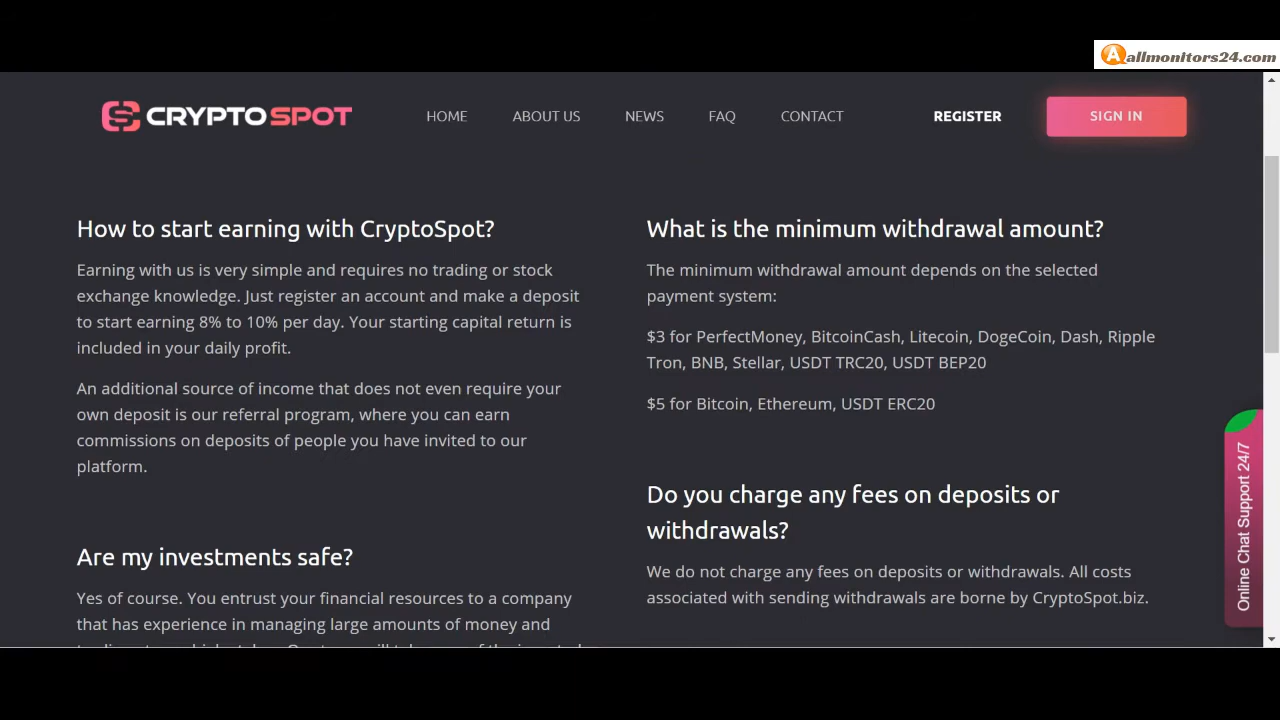 allmonitors24.com
CRYPTO SPOT
HOME
ABOUT US
NEWS
FAQ
CONTACT
REGISTER
SIGN IN
How to start earning with CryptoSpot?
Earning with us is very simple and requires no trading or stock
exchange knowledge. Just register an account and make a deposit
to start earning 8% to 10% per day. Your starting capital return is
included in your daily profit.
An additional source of income that does not even require your
own deposit is our referral program, where you can earn
commissions on deposits of people you have invited to our
platform.
Are my investments safe?
Yes of course. You entrust your financial resources to a company
that has experience in managing large amounts of money and
What is the minimum withdrawal amount?
The minimum withdrawal amount depends on the selected
payment system:
$3 for PerfectMoney, BitcoinCash, Litecoin, DogeCoin, Dash, Ripple
Tron, BNB, Stellar, USDT TRC20, USDT BEP20
$5 for Bitcoin, Ethereum, USDT ERC20
Do you charge any fees on deposits or
withdrawals?
We do not charge any fees on deposits or withdrawals. All costs
associated with sending withdrawals are borne by CryptoSpot.biz.
Online Chat Support 24/7